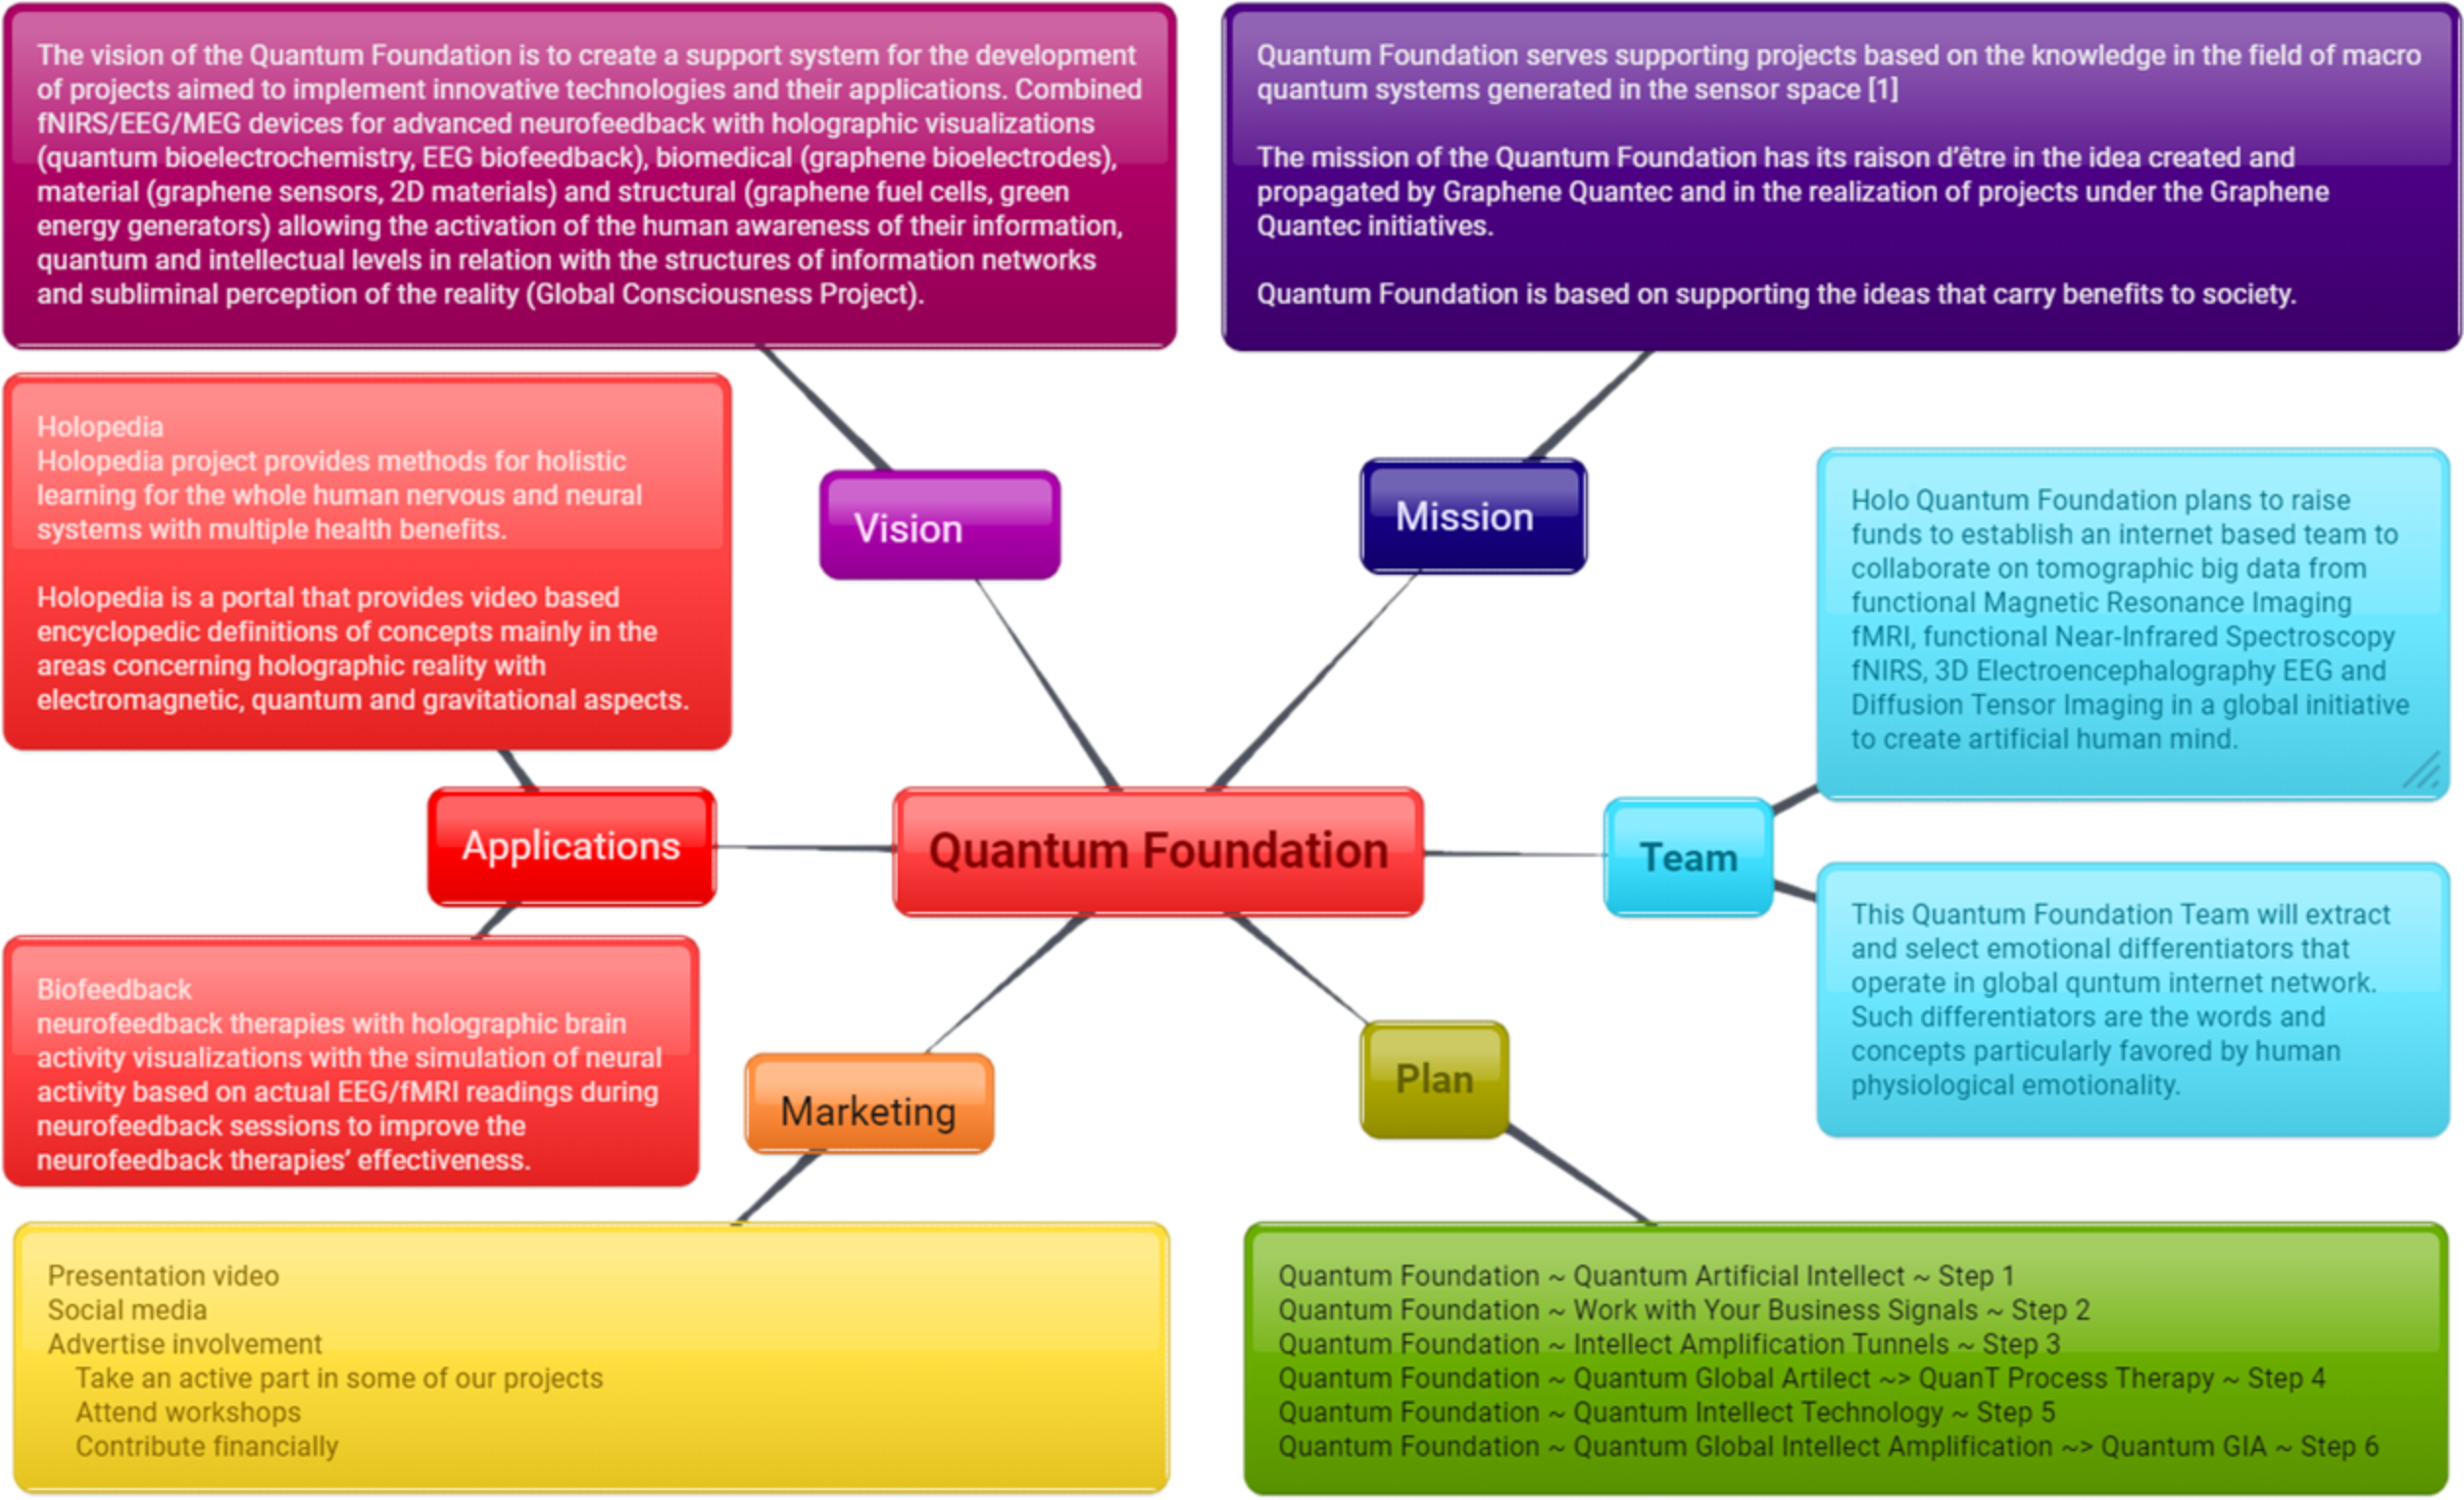 The vision of the Quantum Foundation is to create a support system for the development
of projects aimed to implement innovative technologies and their applications. Combined
fNIRS/EEG/MEG devices for advanced neurofeedback with holographic visualizations
(quantum bioelectrochemistry, EEG biofeedback), biomedical (graphene bioelectrodes),
material (graphene sensors, 2D materials) and structural (graphene fuel cells, green
energy generators) allowing the activation of the human awareness of their information,
quantum and intellectual levels in relation with the structures of information networks
and subliminal perception of the reality (Global Consciousness Project).
Quantum Foundation serves supporting projects based on the knowledge in the field of macro
quantum systems generated in the sensor space [1]
The mission of the Quantum Foundation has its raison d’être in the idea created and
propagated by Graphene Quantec and in the realization of projects under the Graphene
Quantec initiatives.
Quantum Foundation is based on supporting the ideas that carry benefits to society.
Holopedia
Holopedia project provides methods for holistic
learning for the whole human nervous and neural
systems with multiple health benefits.
Holopedia is a portal that provides video based
encyclopedic definitions of concepts mainly in the
areas concerning holographic reality with
electromagnetic, quantum and gravitational aspects.
Vision
Mission
Holo Quantum Foundation plans to raise
funds to establish an internet based team to
collaborate on tomographic big data from
functional Magnetic Resonance Imaging
fMRI, functional Near-Infrared Spectroscopy
fNIRS, 3D Electroencephalography EEG and
Diffusion Tensor Imaging in a global initiative
to create artificial human mind.
Applications
Quantum Foundation
Team
This Quantum Foundation Team will extract
and select emotional differentiators that
operate in global quntum internet network.
Such differentiators are the words and
concepts particularly favored by human
physiological emotionality.
Biofeedback
neurofeedback therapies with holographic brain
activity visualizations with the simulation of neural
activity based on actual EEG/fMRI readings during
neurofeedback sessions to improve the
neurofeedback therapies’ effectiveness.
Marketing
Plan
Presentation video
Social media
Advertise involvement
Take an active part in some of our projects
Attend workshops
Contribute financially
Quantum Foundation ~ Quantum Artificial Intellect ~ Step 1
Quantum Foundation ~ Work with Your Business Signals ~ Step 2
Quantum Foundation ~ Intellect Amplification Tunnels ~ Step 3
Quantum Foundation ~ Quantum Global Artilect ~> QuanT Process Therapy ~ Step 4
Quantum Foundation ~ Quantum Intellect Technology ~ Step 5
Quantum Foundation ~ Quantum Global Intellect Amplification ~> Quantum GIA ~ Step 6